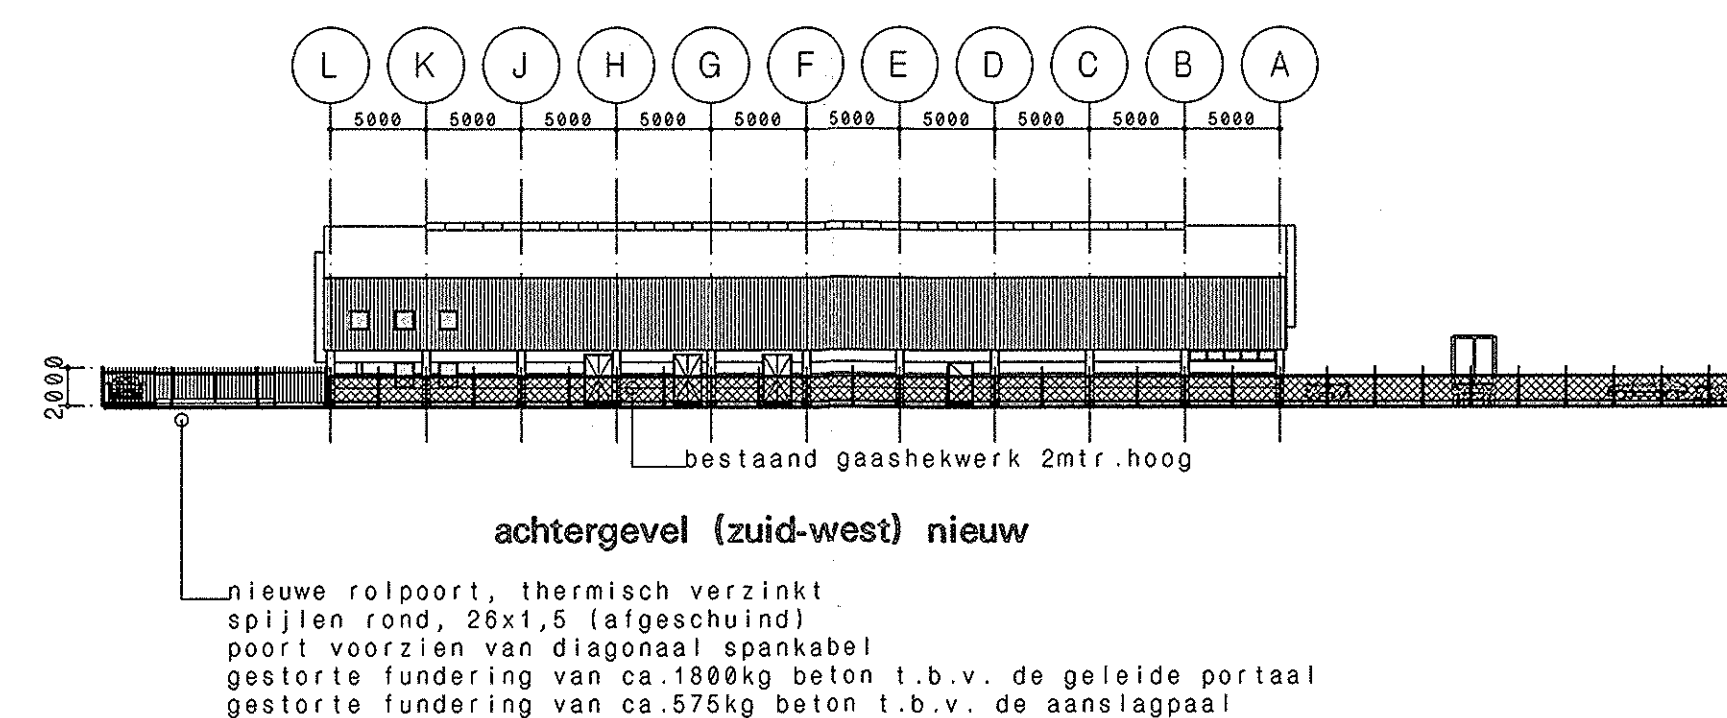 L K J H G F E D C B A
5000 5000 5000 5000 5000 5000 5000 5000 5000 5000
2000
bestaand gaashekwerk 2mtr.hoog
achtergevel (zuid-west) nieuw
nieuwe rolpoort, thermisch verzinkt
spijlen rond, 26x1,5 (afgeschuind)
poort voorzien van diagonaal spankabel
gestorte fundering van ca.1800kg beton t.b.v. de geleide portaal
gestorte fundering van ca.575kg beton t.b.v. de aanslagpaal